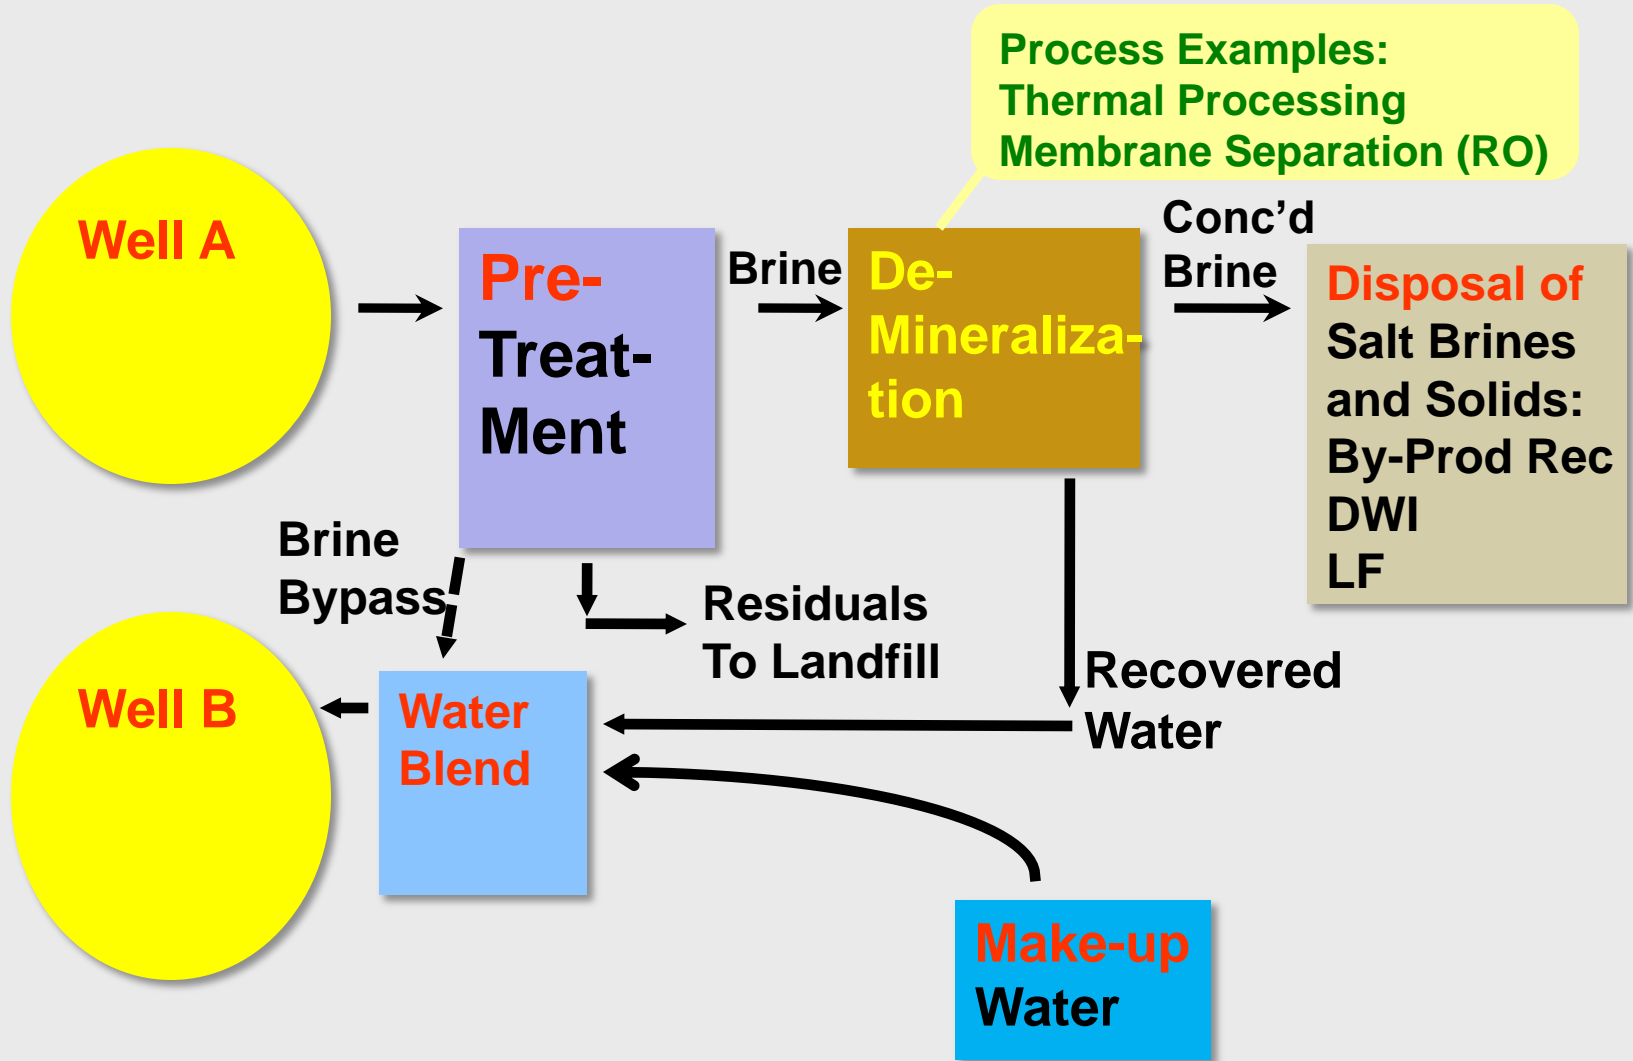 Process Examples:
Thermal Processing
Membrane Separation (RO)
Well A
Pre-
Treat-
Ment
Brine
De-
Mineraliza-
tion
Conc’d
Brine
Disposal of
Salt Brines
and Solids:
By-Prod Rec
DWI
LF
Brine
Bypass
Residuals
To Landfill
Recovered
Water
Well B
Water
Blend
Make-up
Water